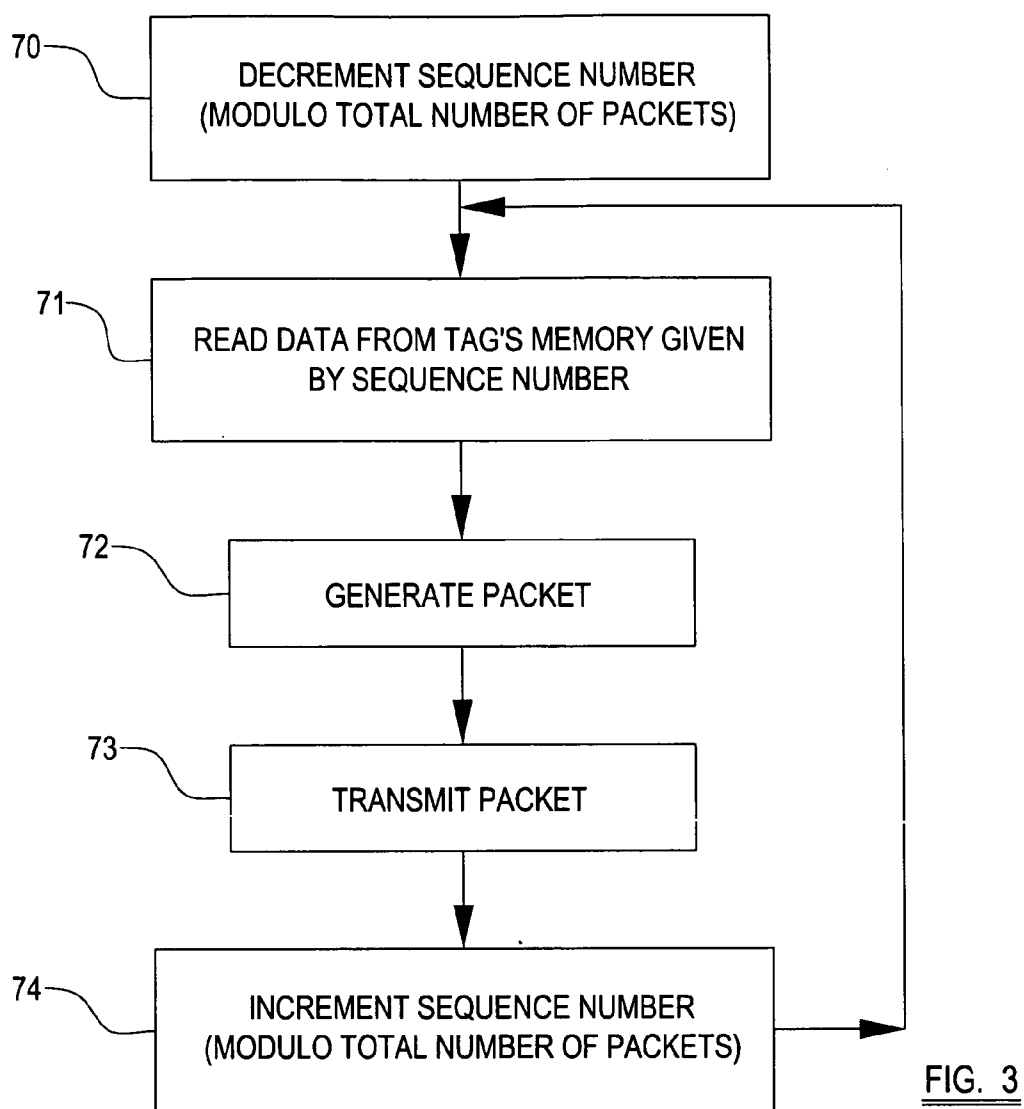 70
DECREMENT SEQUENCE NUMBER
(MODULO TOTAL NUMBER OF PACKETS)
71
READ DATA FROM TAG'S MEMORY GIVEN
BY SEQUENCE NUMBER
72
GENERATE PACKET
73
TRANSMIT PACKET
74
INCREMENT SEQUENCE NUMBER
(MODULO TOTAL NUMBER OF PACKETS)
FIG. 3